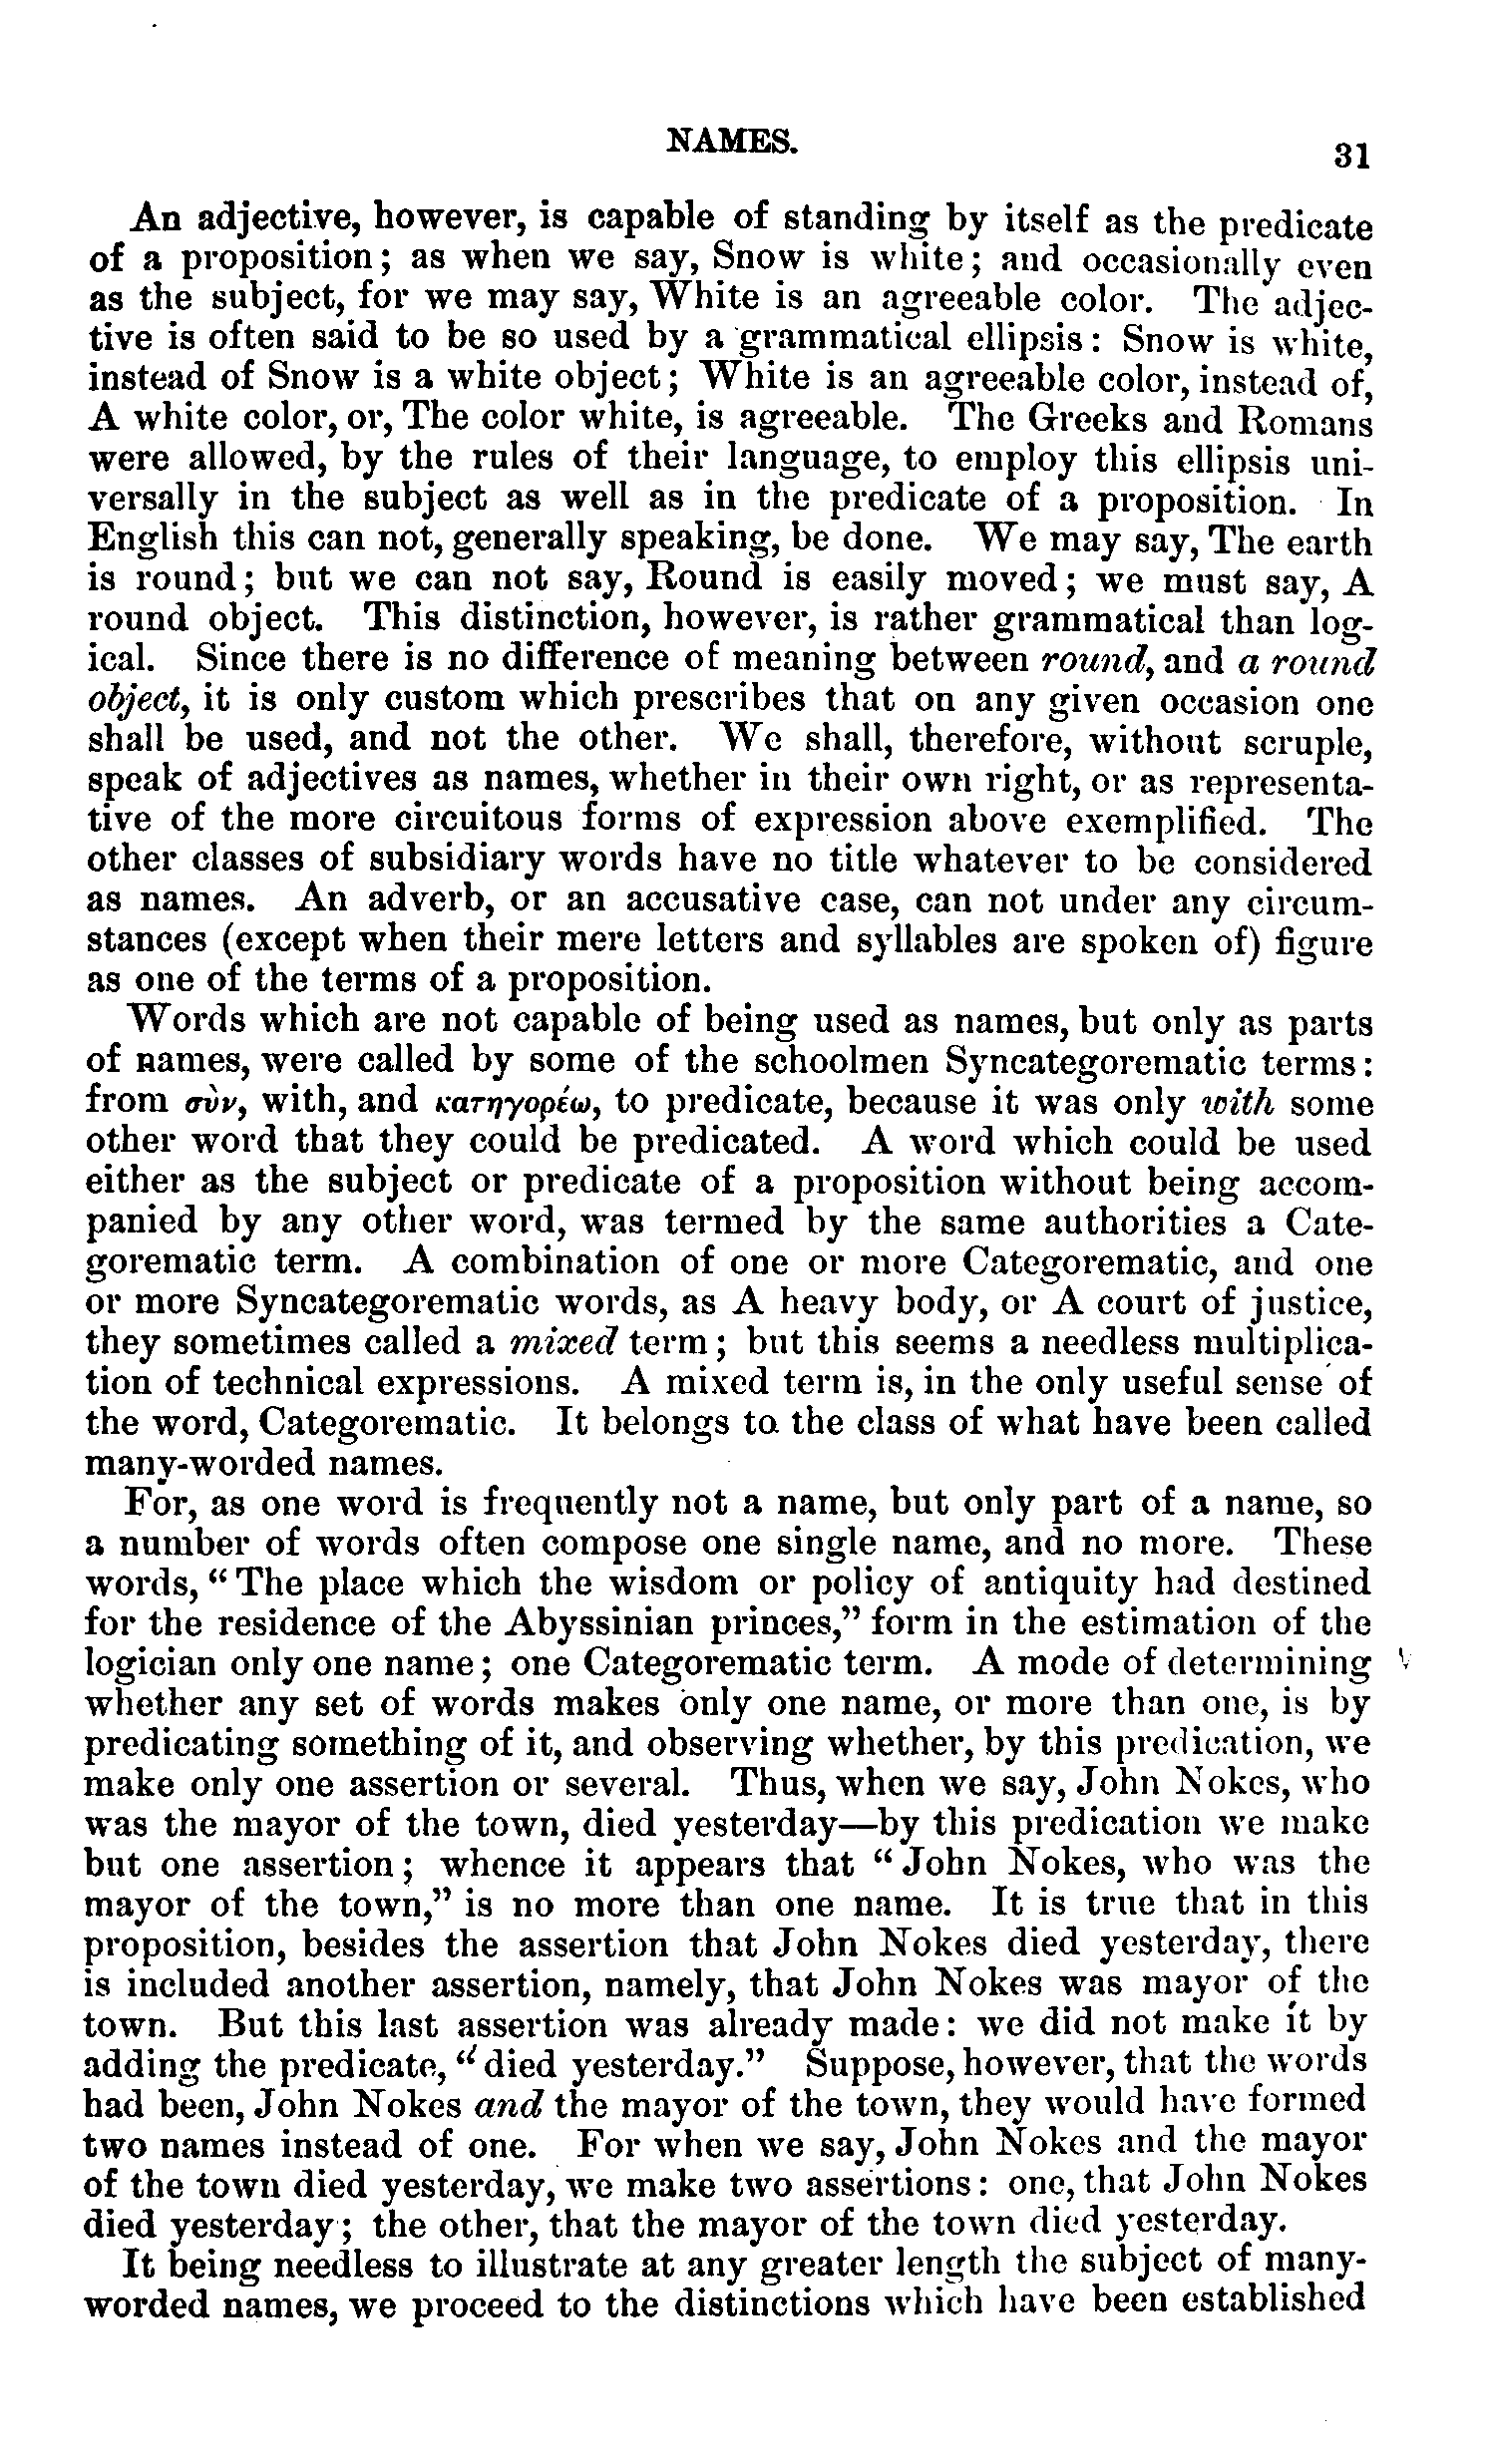 NAMES.
31
An adjective, however, is capable of standing by itself as the predicate
of a proposition; as when we say, Snow is white; and occasionally even
as the subject, for we may say, White is an agreeable color. The adjec-
tive is often said to be so used by a grammatical ellipsis: Snow is white,
instead of Snow is a white object; White is an agreeable color, instead of,
A white color, or, The color white, is agreeable. The Greeks and Romans
were allowed, by the rules of their language, to employ this ellipsis uni-
versally in the subject as well as in the predicate of a proposition. In
English this can not, generally speaking, be done. We may say, The earth
is round; but we can not say, Round is easily moved; we must say, A
round object. This distinction, however, is rather grammatical than log-
ical. Since there is no difference of meaning between round, and a round
object, it is only custom which prescribes that on any given occasion one
shall be used, and not the other. We shall, therefore, without scruple,
speak of adjectives as names, whether in their own right, or as representa-
tive of the more circuitous forms of expression above exemplified. The
other classes of subsidiary words have no title whatever to be considered
as names. An adverb, or an accusative case, can not under any circum-
stances (except when their mere letters and syllables are spoken of) figure
as one of the terms of a proposition.
Words which are not capable of being used as names, but only as parts
of names, were called by some of the schoolmen Syncategorematic terms:
from σὺν, with, and κατηγορέω, to predicate, because it was only with some
other word that they could be predicated. A word which could be used
either as the subject or predicate of a proposition without being accom-
panied by any other word, was termed by the same authorities a Cate-
gorematic term. A combination of one or more Categorematic, and one
or more Syncategorematic words, as A heavy body, or A court of justice,
they sometimes called a mixed term; but this seems a needless multiplica-
tion of technical expressions. A mixed term is, in the only useful sense of
the word, Categorematic. It belongs to the class of what have been called
many-worded names.
For, as one word is frequently not a name, but only part of a name, so
a number of words often compose one single name, and no more. These
words, "The place which the wisdom or policy of antiquity had destined
for the residence of the Abyssinian princes," form in the estimation of the
logician only one name; one Categorematic term. A mode of determining
whether any set of words makes only one name, or more than one, is by
predicating something of it, and observing whether, by this predication, we
make only one assertion or several. Thus, when we say, John Nokes, who
was the mayor of the town, died yesterday—by this predication we make
but one assertion; whence it appears that "John Nokes, who was the
mayor of the town," is no more than one name. It is true that in this
proposition, besides the assertion that John Nokes died yesterday, there
is included another assertion, namely, that John Nokes was mayor of the
town. But this last assertion was already made: we did not make it by
adding the predicate, "died yesterday." Suppose, however, that the words
had been, John Nokes and the mayor of the town, they would have formed
two names instead of one. For when we say, John Nokes and the mayor
of the town died yesterday, we make two assertions: one, that John Nokes
died yesterday; the other, that the mayor of the town died yesterday.
It being needless to illustrate at any greater length the subject of many-
worded names, we proceed to the distinctions which have been established